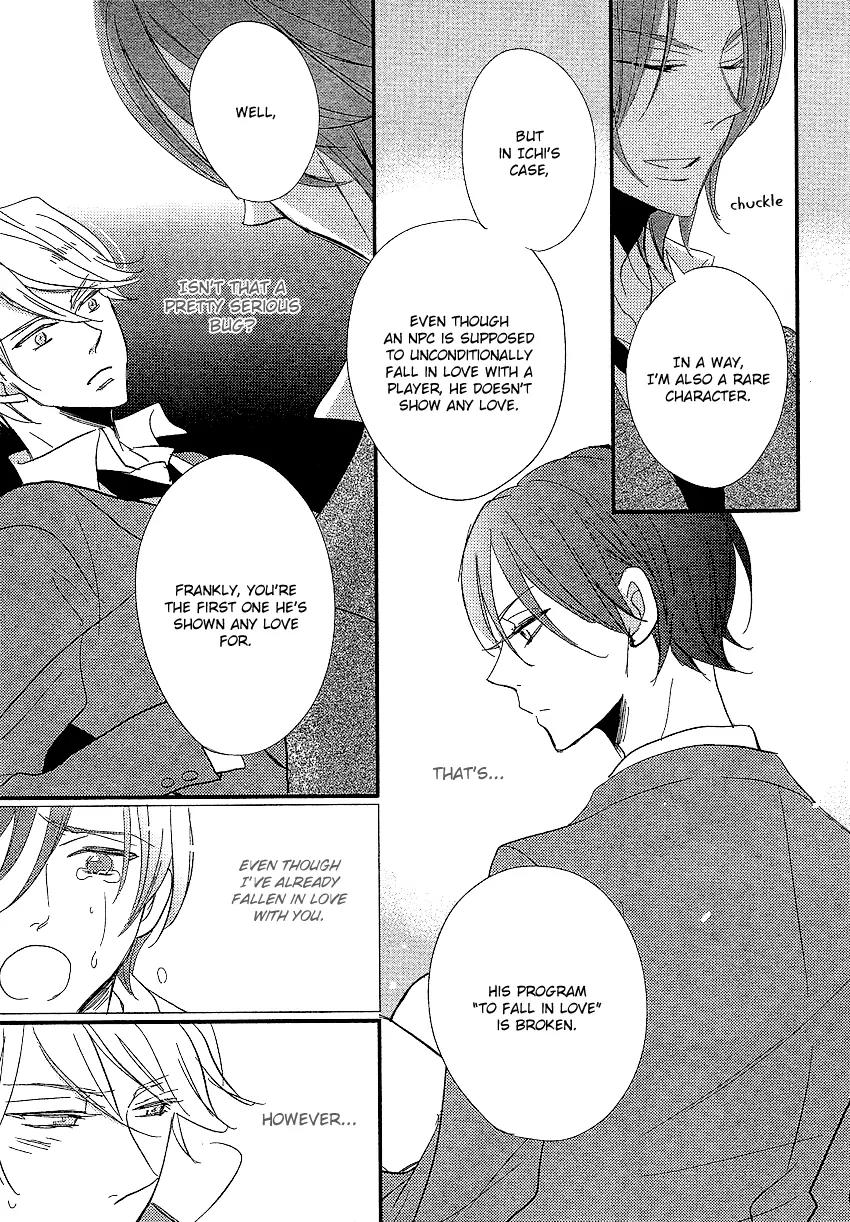 chuckle
IN A WAY,
I'M ALSO A RARE
CHARACTER.
BUT
IN ICHI'S
CASE,
EVEN THOUGH
AN NPC IS SUPPOSED
TO UNCONDITIONALLY
FALL IN LOVE WITH A
PLAYER, HE DOESN'T
SHOW ANY LOVE.
THAT'S...
HIS PROGRAM
"TO FALL IN LOVE"
IS BROKEN.
WELL,
ISN'T THAT A
PRETTY SERIOUS
BUG?
FRANKLY, YOU'RE
THE FIRST ONE HE'S
SHOWN ANY LOVE
FOR.
EVEN THOUGH
I'VE ALREADY
FALLEN IN LOVE
WITH YOU.
HOWEVER...